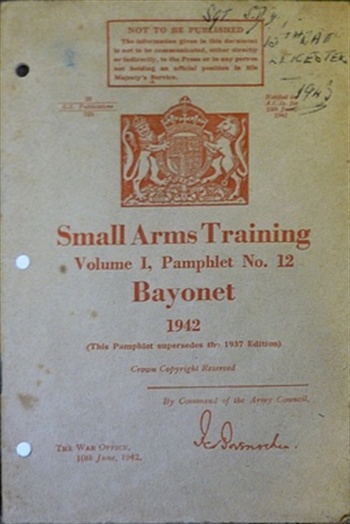 Sgt
NOT TO BE PUBLISHED
The information given in this document
is not to be communicated, either directly
or indirectly, to the Press or to any person
not holding an official position in His
Majesty's Service.
LEICESTER
1943
Small Arms Training
Volume I, Pamphlet No. 12
Bayonet
1942
(This Pamphlet supersedes the 1937 Edition)
Crown Copyright Reserved
By Command of the Army Council,
THE WAR OFFICE,
10th June, 1942.